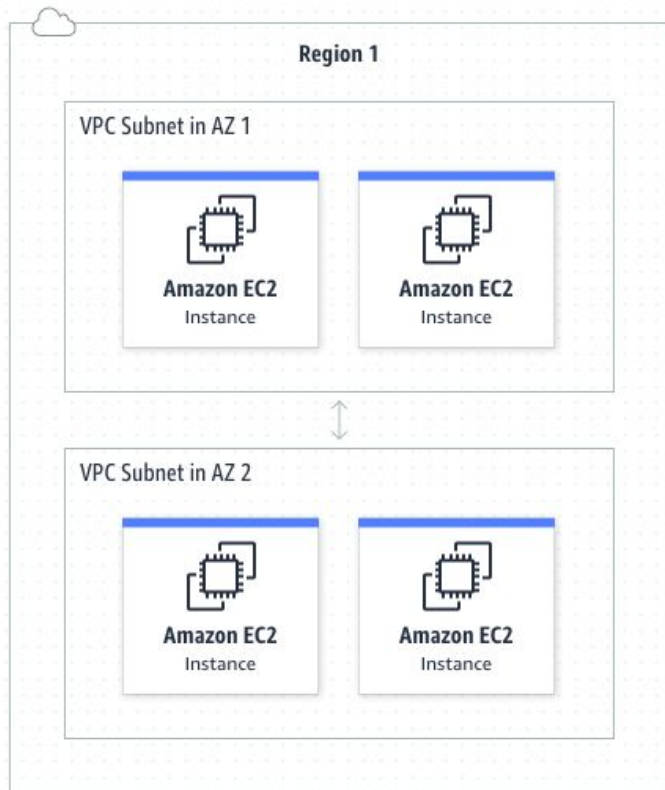 Region 1
VPC Subnet in AZ 1
Amazon EC2
Instance
Amazon EC2
Instance
VPC Subnet in AZ 2
Amazon EC2
Instance
Amazon EC2
Instance